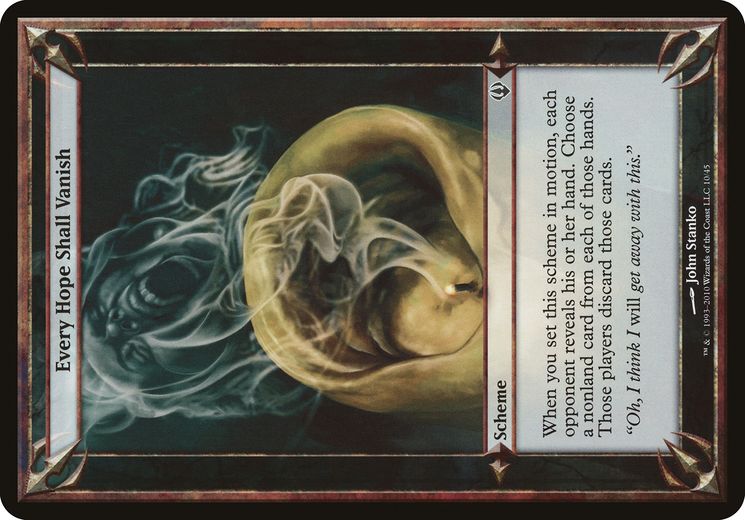 Every Hope Shall Vanish
Scheme
When you set this scheme in motion, each
opponent reveals his or her hand. Choose
a nonland card from each of those hands.
Those players discard those cards.
“Oh, I think I will get away with this.”
John Stanko
™ & © 1993–2010 Wizards of the Coast LLC 10/45